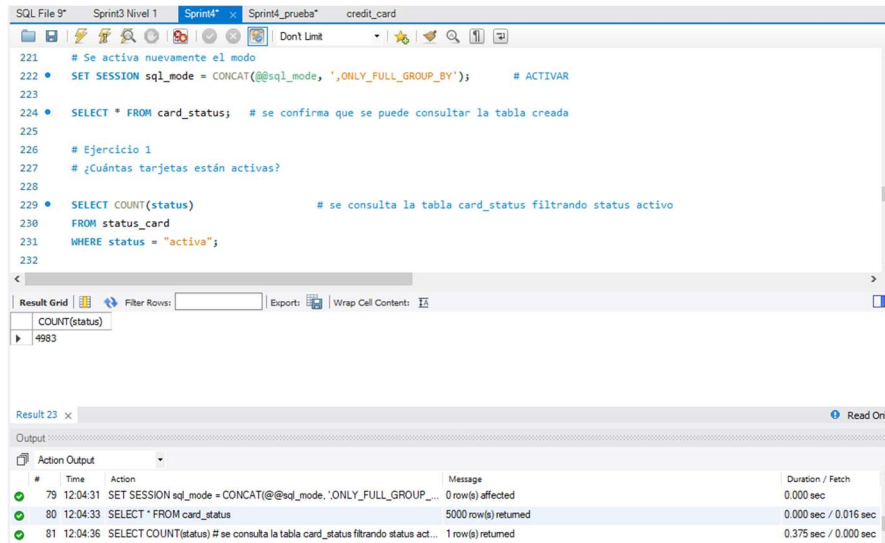 SQL File 9* Sprint3 Nivel 1 Sprint4* × Sprint4_prueba* credit_card
Don't Limit
221 # Se activa nuevamente el modo
222 SET SESSION sql_mode = CONCAT(@@sql_mode, ',ONLY_FULL_GROUP_BY'); # ACTIVAR
223
224 SELECT * FROM card_status; # se confirma que se puede consultar la tabla creada
225
226 # Ejercicio 1
227 # ¿Cuántas tarjetas están activas?
228
229 SELECT COUNT(status) # se consulta la tabla card_status filtrando status activo
230 FROM status_card
231 WHERE status = "activa";
232
Result Grid Filter Rows: Export: Wrap Cell Content: IA
COUNT(status)
4983
Result 23 × Read On
Output
Action Output
# Time Action Message Duration / Fetch
79 12:04:31 SET SESSION sql_mode = CONCAT(@@sql_mode, ',ONLY_FULL_GROUP_... 0 row(s) affected 0.000 sec
80 12:04:33 SELECT * FROM card_status 5000 row(s) returned 0.000 sec / 0.016 sec
81 12:04:36 SELECT COUNT(status) # se consulta la tabla card_status filtrando status act... 1 row(s) returned 0.375 sec / 0.000 sec